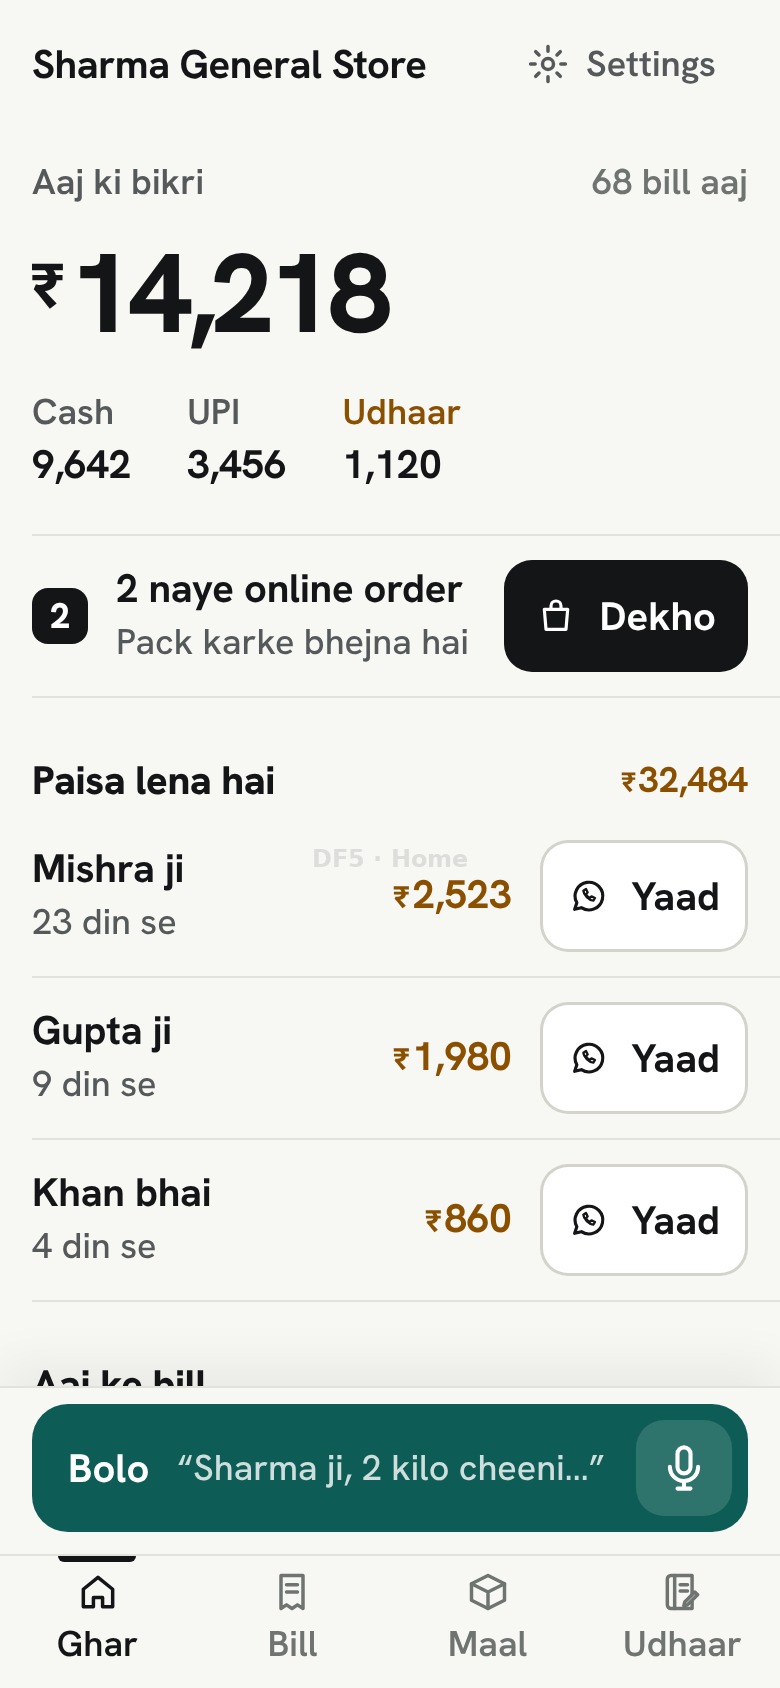 Sharma General Store
Settings
Aaj ki bikri
68 bill aaj
₹14,218
Cash UPI Udhaar
9,642 3,456 1,120
2
2 naye online order
Pack karke bhejna hai
Dekho
Paisa lena hai
₹32,484
DF5 · Home
Mishra ji
23 din se
₹2,523
Yaad
Gupta ji
9 din se
₹1,980
Yaad
Khan bhai
4 din se
₹860
Yaad
Aaj ke bill
Bolo “Sharma ji, 2 kilo cheeni...”
Ghar Bill Maal Udhaar